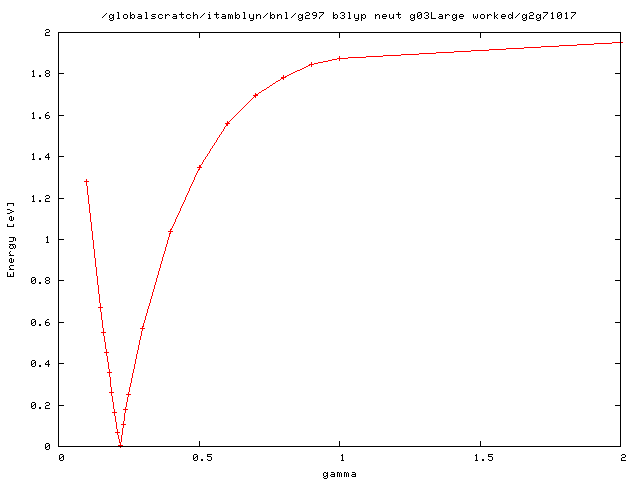 /globalscratch/itamblyn/bnl/g297 b3lyp neut g03Large worked/g2g71017
2
1.8
1.6
1.4
1.2
1
0.8
0.6
0.4
0.2
0
Energy [eV]
0 0.5 1 1.5 2
gamma